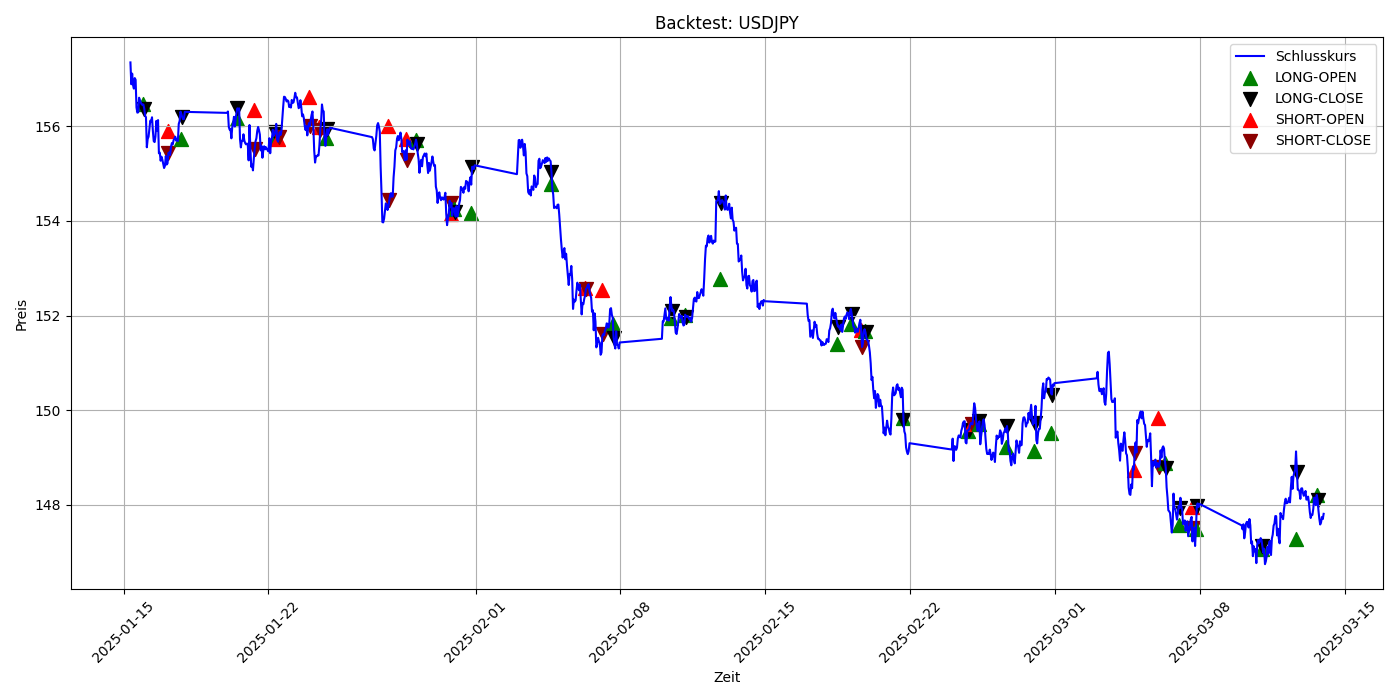 Backtest: USDJPY
Schlusskurs
LONG-OPEN
LONG-CLOSE
SHORT-OPEN
SHORT-CLOSE
Preis
156
154
152
150
148
2025-01-15
2025-01-22
2025-02-01
2025-02-08
2025-02-15
2025-02-22
2025-03-01
2025-03-08
2025-03-15
Zeit